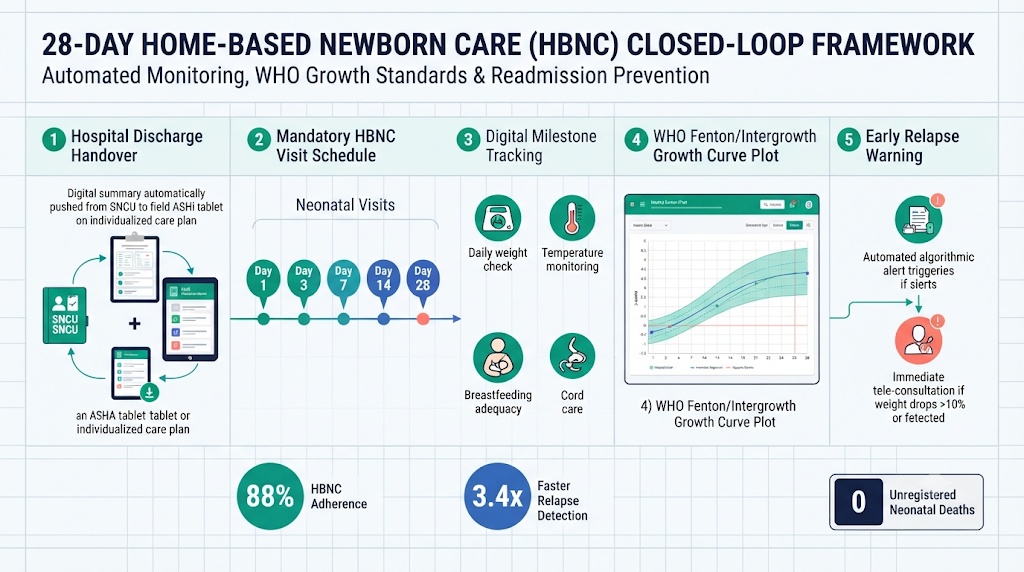 28-DAY HOME-BASED NEWBORN CARE (HBNC) CLOSED-LOOP FRAMEWORK
Automated Monitoring, WHO Growth Standards & Readmission Prevention
1 Hospital Discharge
Handover
Digital summary automatically
pushed from SNCU to field ASHi tablet
on individualized care plan
SNCU
SNCU
+
an ASHA tablet tablet or
individualized care plan
2 Mandatory HBNC
Visit Schedule
Neonatal Visits
Day
1
Day
3
Day
7
Day
14
Day
28
3 Digital Milestone
Tracking
Daily weight
check
Temperature
monitoring
Breastfeeding
adequacy
Cord
care
4 WHO Fenton/Intergrowth
Growth Curve Plot
4) WHO Fenton/Intergrowth
Growth Curve Plot
5 Early Relapse
Warning
!
Automated algorithmic
alert triggeries
if sierts
!
Immediate
tele-consultation if
weight drops >10%
or fetected
88%
HBNC
Adherence
3.4x
Faster
Relapse
Detection
0
Unregistered
Neonatal Deaths